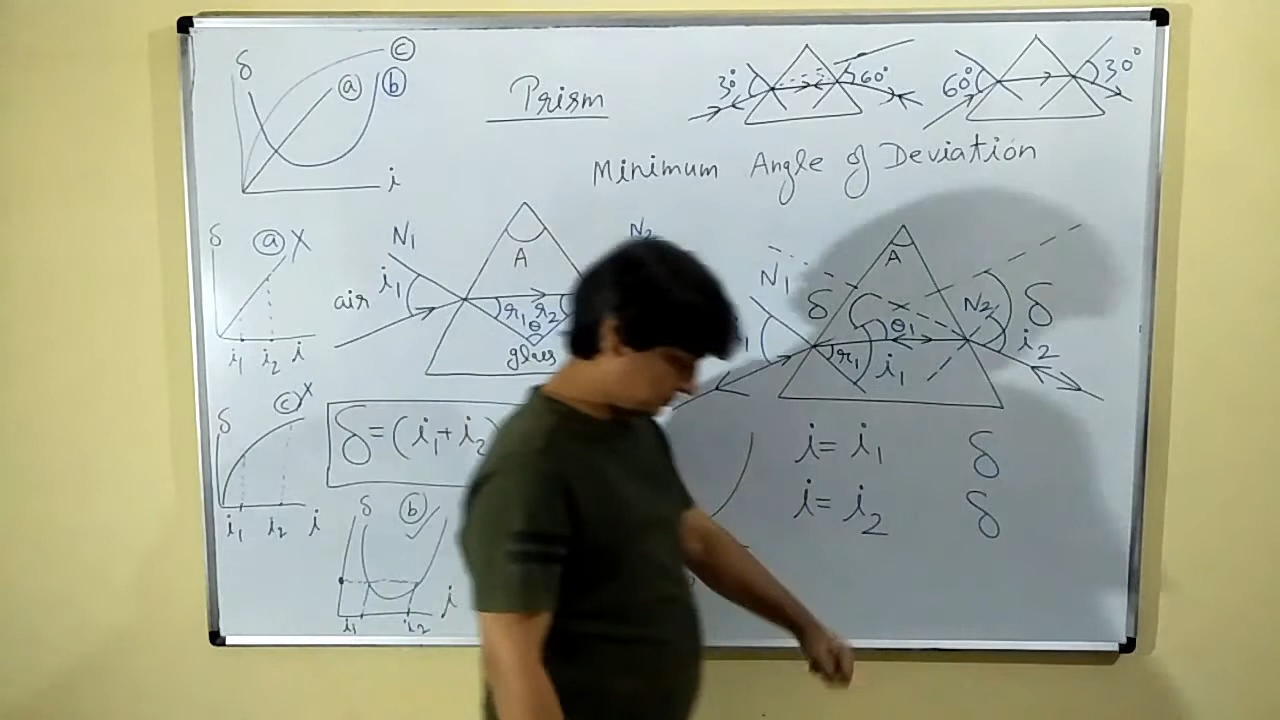 δ
ⓒ
ⓐ
ⓑ
i
Prism
30°
60°
60°
30°
Minimum Angle of Deviation
δ
ⓐ X
i₁ i₂ i
N₁
i₁
air
A
r₁ r₂
θ
N₂
N₁
A
δ
θ₁
N₂
δ
i₂
r₁
i₁
δ
ⓒ X
i₁ i₂ i
δ=(i₁+i₂)
i=i₁ δ
i=i₂ δ
δ
ⓑ ✓
i₁ i₂ i